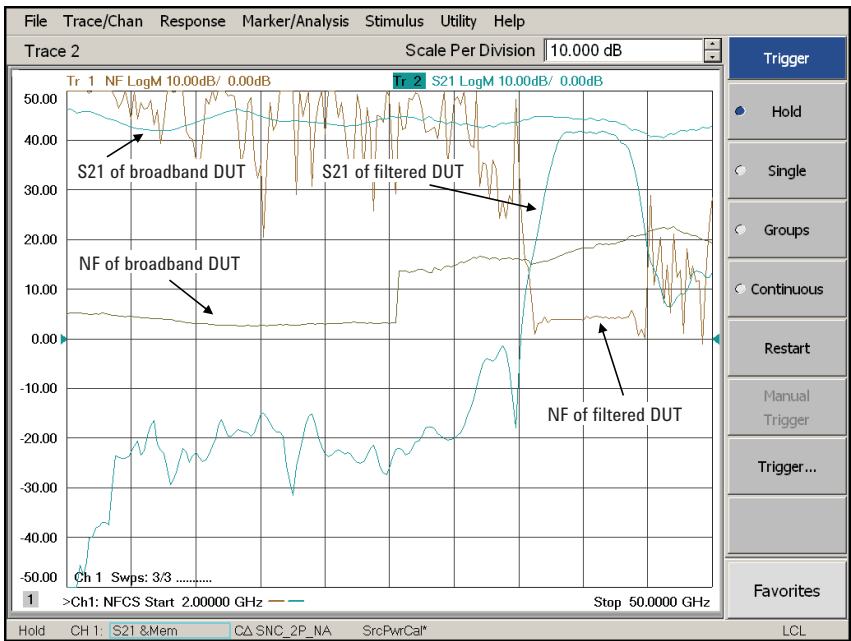 File Trace/Chan Response Marker/Analysis Stimulus Utility Help
Trace 2
Scale Per Division 10.000 dB
Tr 1 NF LogM 10.00dB/ 0.00dB
Tr 2 S21 LogM 10.00dB/ 0.00dB
50.00
40.00
30.00
20.00
10.00
0.00
-10.00
-20.00
-30.00
-40.00
-50.00
S21 of broadband DUT
S21 of filtered DUT
NF of broadband DUT
NF of filtered DUT
Ch 1 Swps: 3/3 ...........
1 >Ch1: NFCS Start 2.00000 GHz
Stop 50.0000 GHz
Hold CH 1: S21 &Mem CΔ SNC_2P_NA SrcPwrCal* LCL
Trigger
Hold
Single
Groups
Continuous
Restart
Manual
Trigger
Trigger...
Favorites